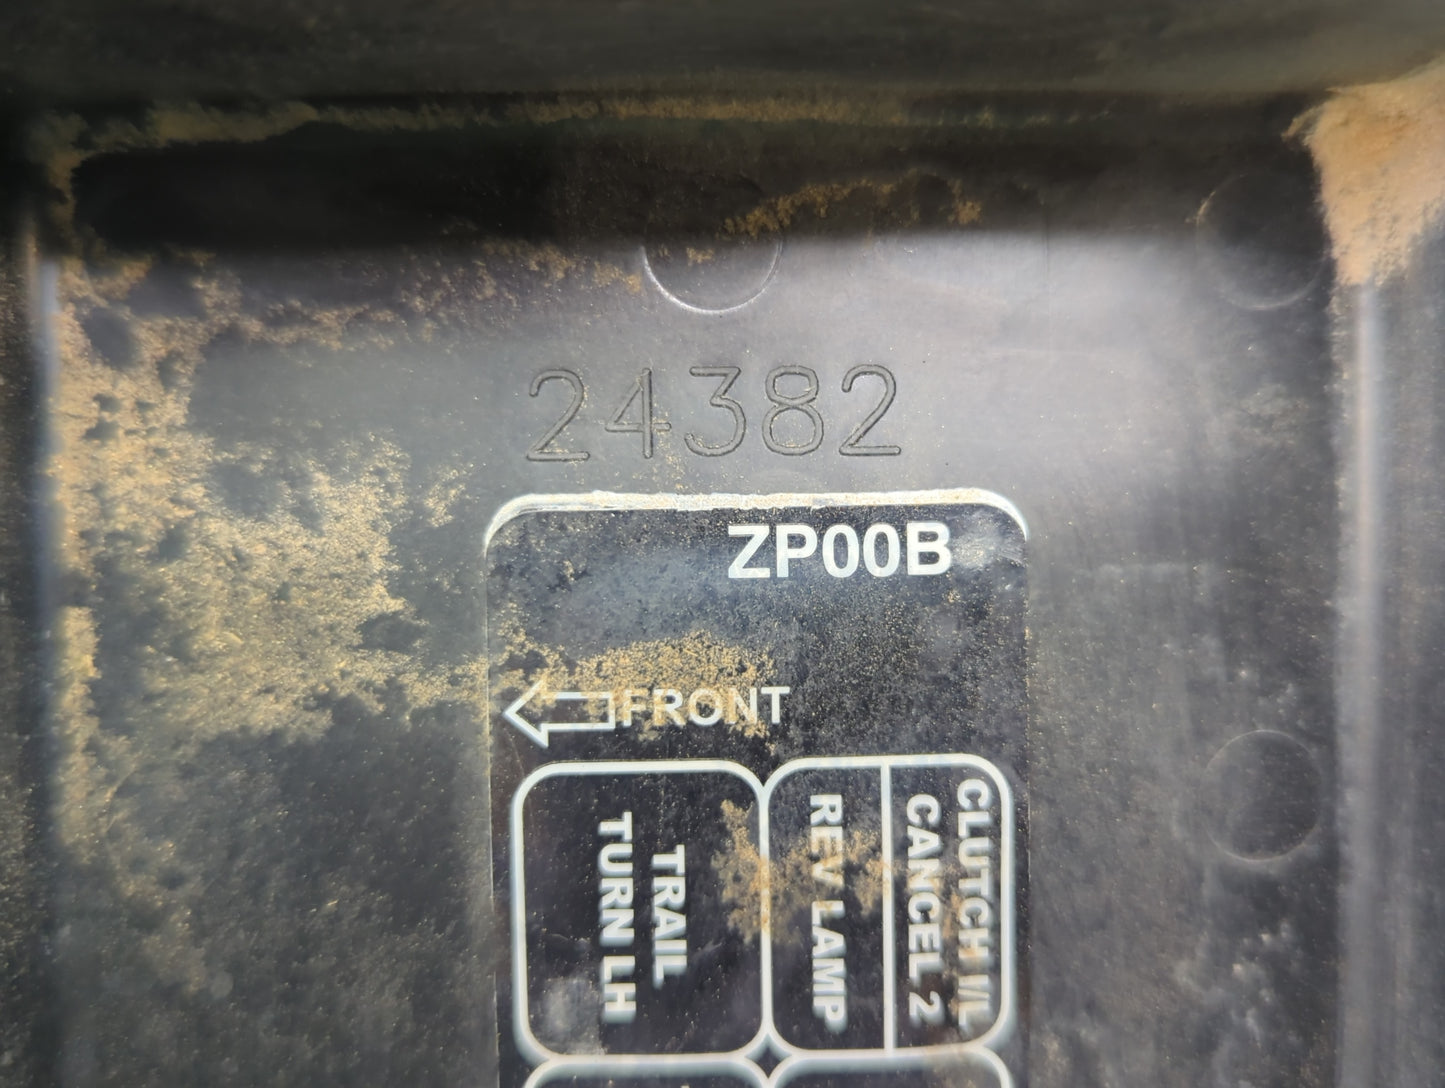 24382
ZP00B
FRONT
TRAIL
TURN LH
REV LAMP
CLUTCH I/L
CANCEL 2